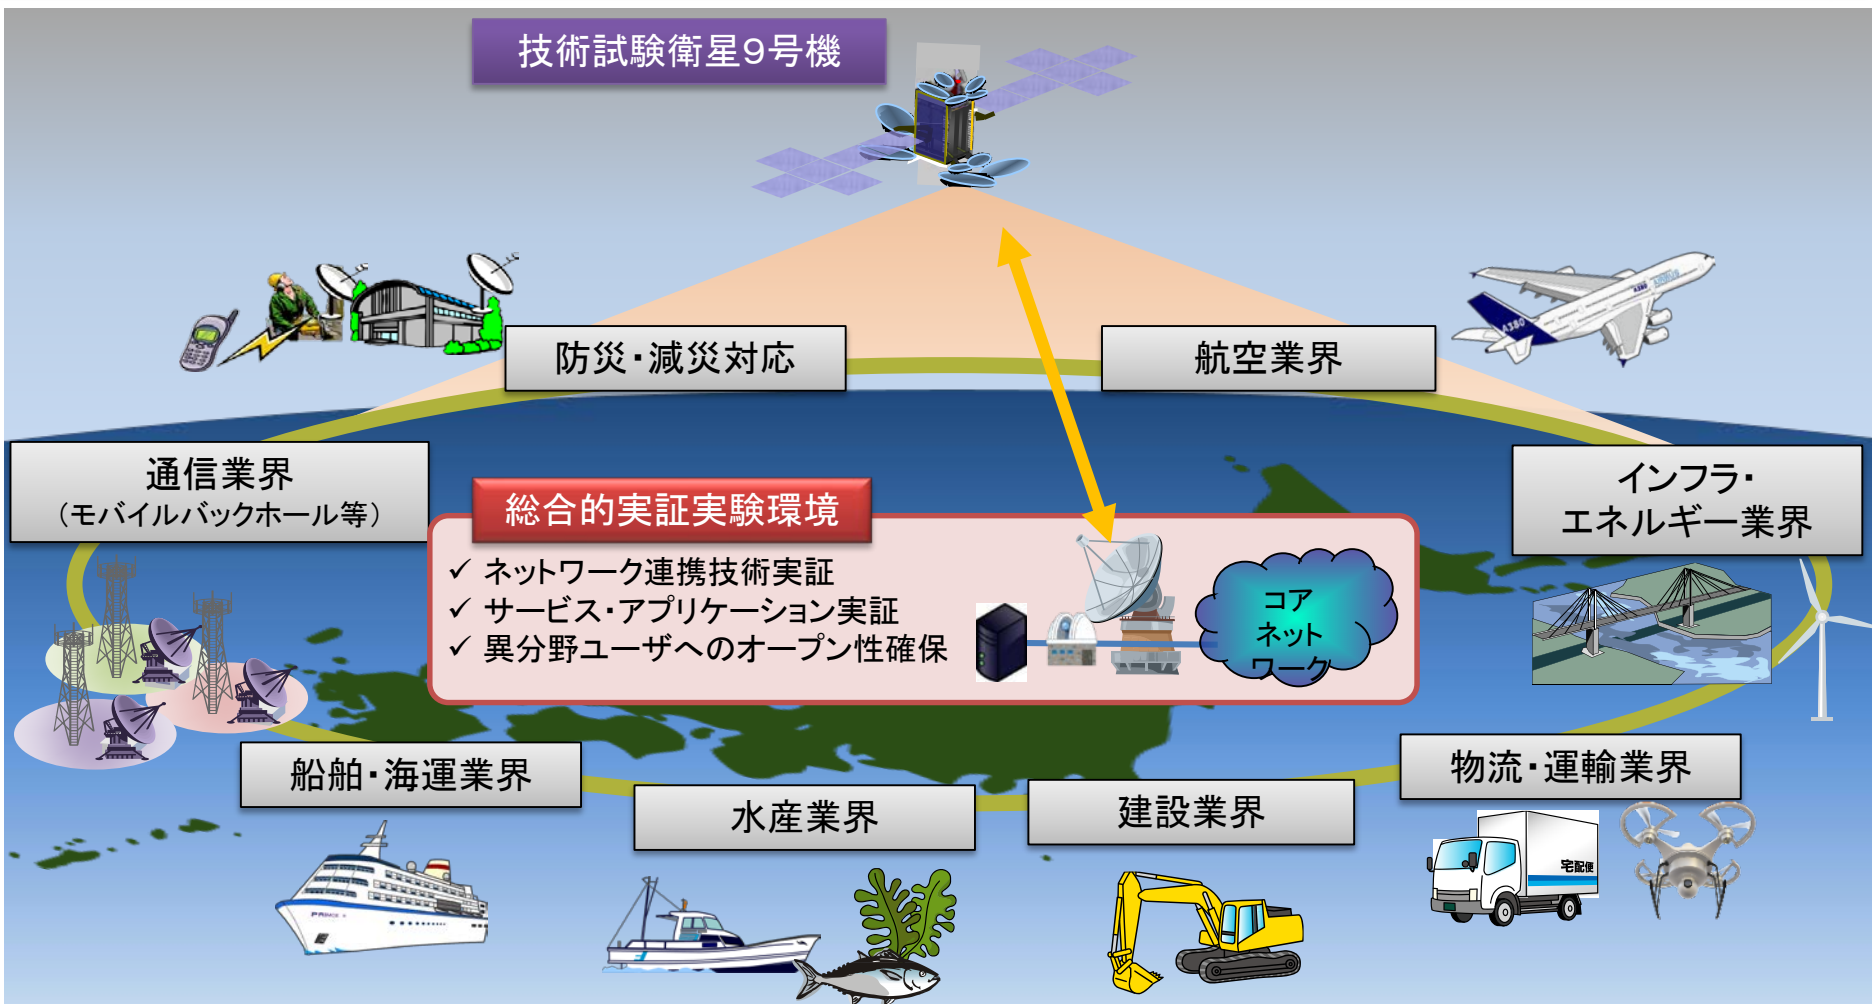 技術試験衛星9号機
防災・減災対応
航空業界
A380
A380
通信業界
（モバイルバックホール等）
インフラ・
エネルギー業界
総合的実証実験環境
✓ ネットワーク連携技術実証
✓ サービス・アプリケーション実証
✓ 異分野ユーザへのオープン性確保
コア
ネット
ワーク
船舶・海運業界
水産業界
建設業界
物流・運輸業界
宅配便